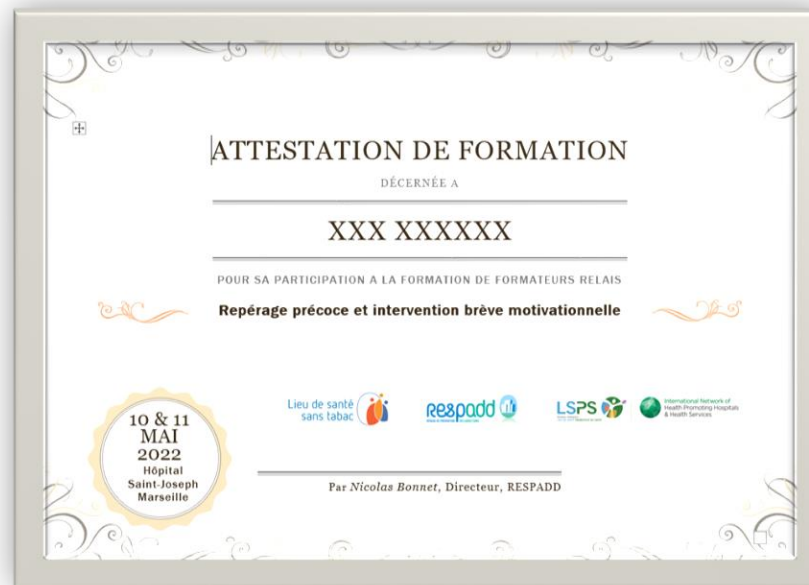 ATTESTATION DE FORMATION
DÉCERNÉE A
XXX XXXXXX
POUR SA PARTICIPATION A LA FORMATION DE FORMATEURS RELAIS
Repérage précoce et intervention brève motivationnelle
10 & 11
MAI
2022
Hôpital
Saint-Joseph
Marseille
Lieu de santé
sans tabac
respadd
LSPS
International Network of
Health Promoting Hospitals
& Health Services
Par Nicolas Bonnet, Directeur, RESPADD